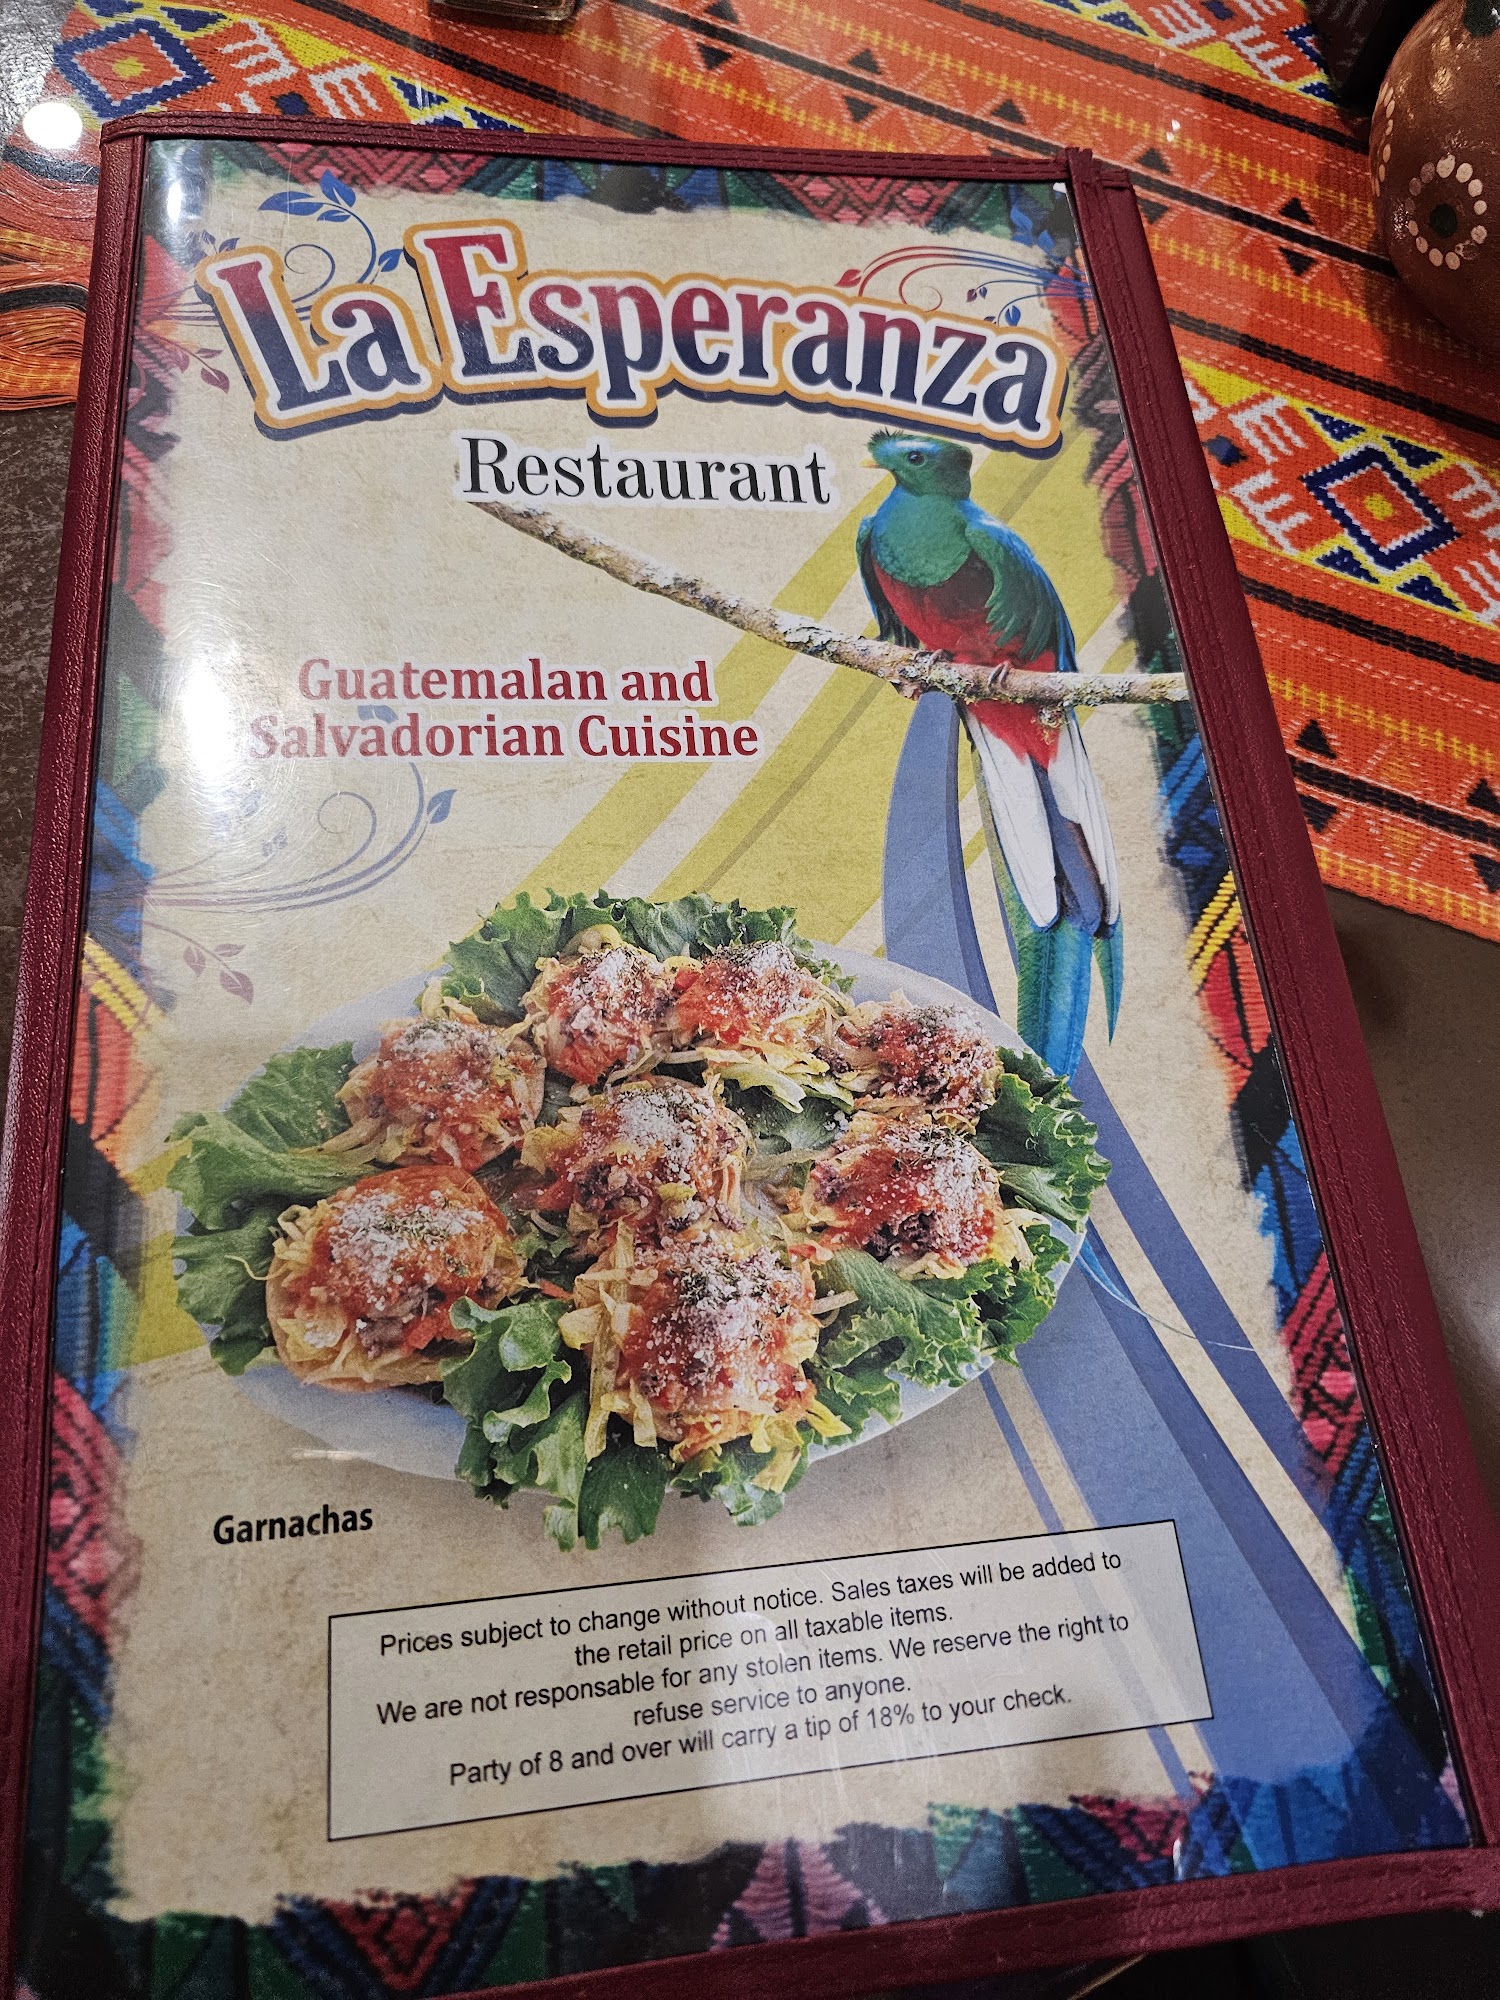 La Esperanza
Restaurant
Guatemalan and
Salvadorian Cuisine
Garnachas
Prices subject to change without notice. Sales taxes will be added to
the retail price on all taxable items.
We are not responsible for any stolen items. We reserve the right to
refuse service to anyone.
Party of 8 and over will carry a tip of 18% to your check.